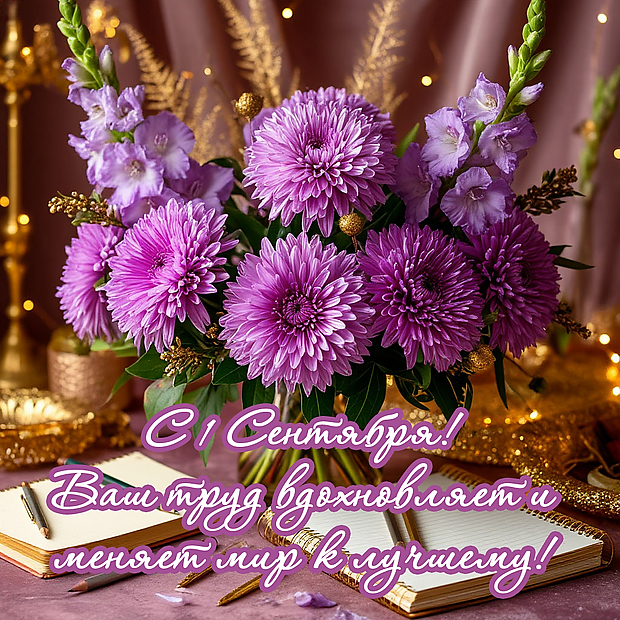 С 1 Сентября!
Ваш труд вдохновляет и
меняет мир к лучшему!